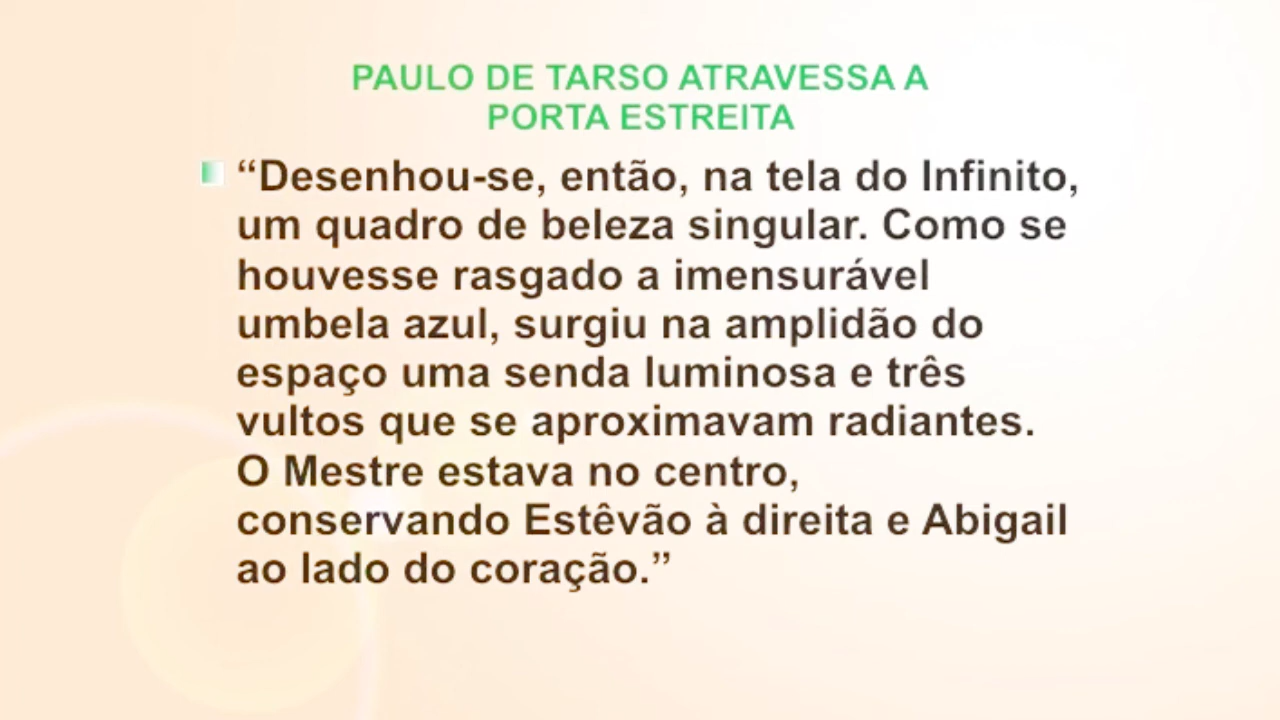 PAULO DE TARSO ATRAVESSA A
PORTA ESTREITA
“Desenhou-se, então, na tela do Infinito,
um quadro de beleza singular. Como se
houvesse rasgado a imensurável
umbela azul, surgiu na amplidão do
espaço uma senda luminosa e três
vultos que se aproximavam radiantes.
O Mestre estava no centro,
conservando Estêvão à direita e Abigail
ao lado do coração.”